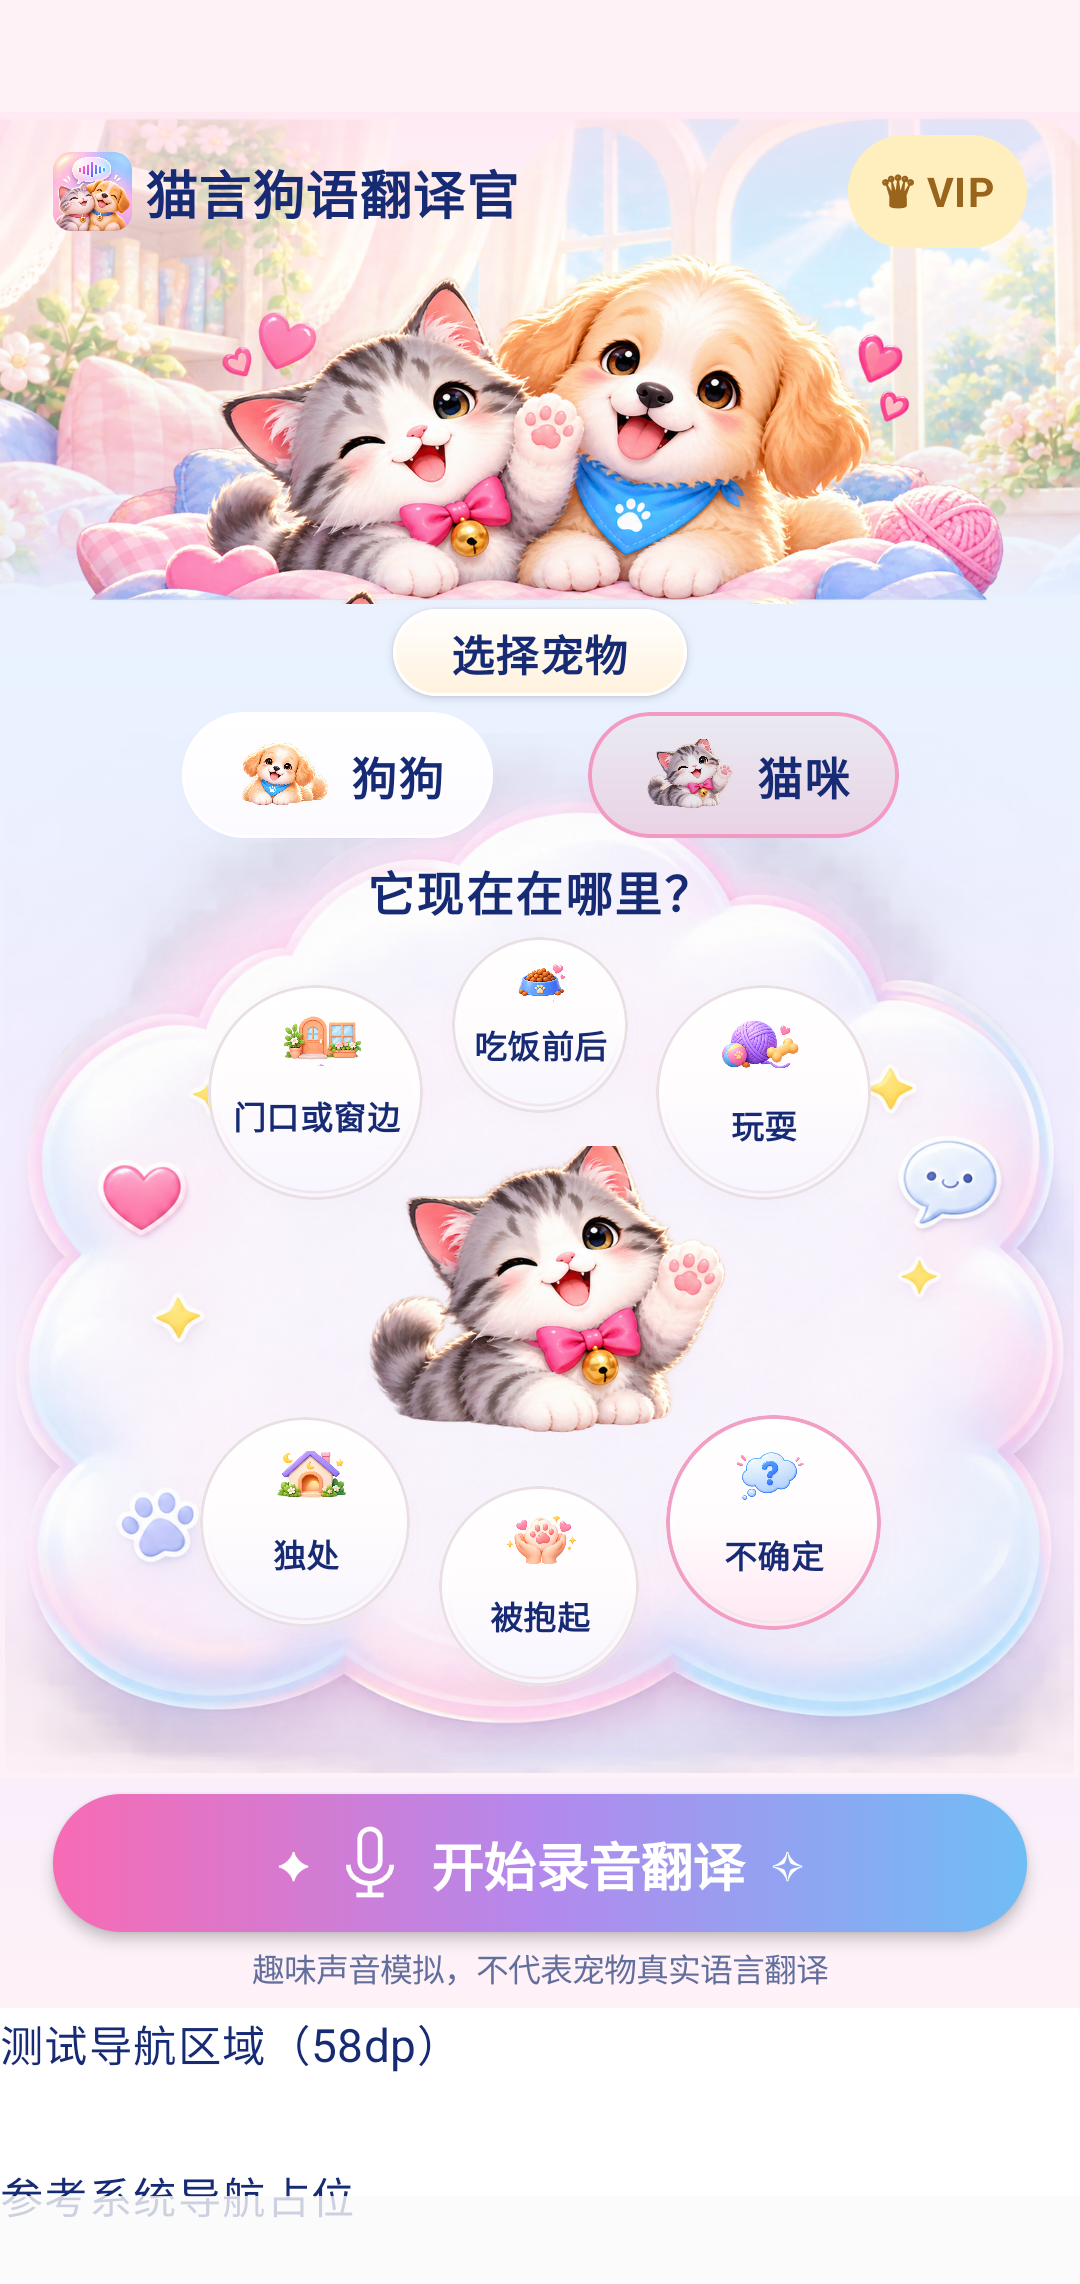 猫言狗语翻译官
VIP
选择宠物
狗狗
猫咪
它现在在哪里？
吃饭前后
门口或窗边
玩耍
独处
被抱起
不确定
开始录音翻译
趣味声音模拟，不代表宠物真实语言翻译
测试导航区域（58dp）
参考系统导航占位